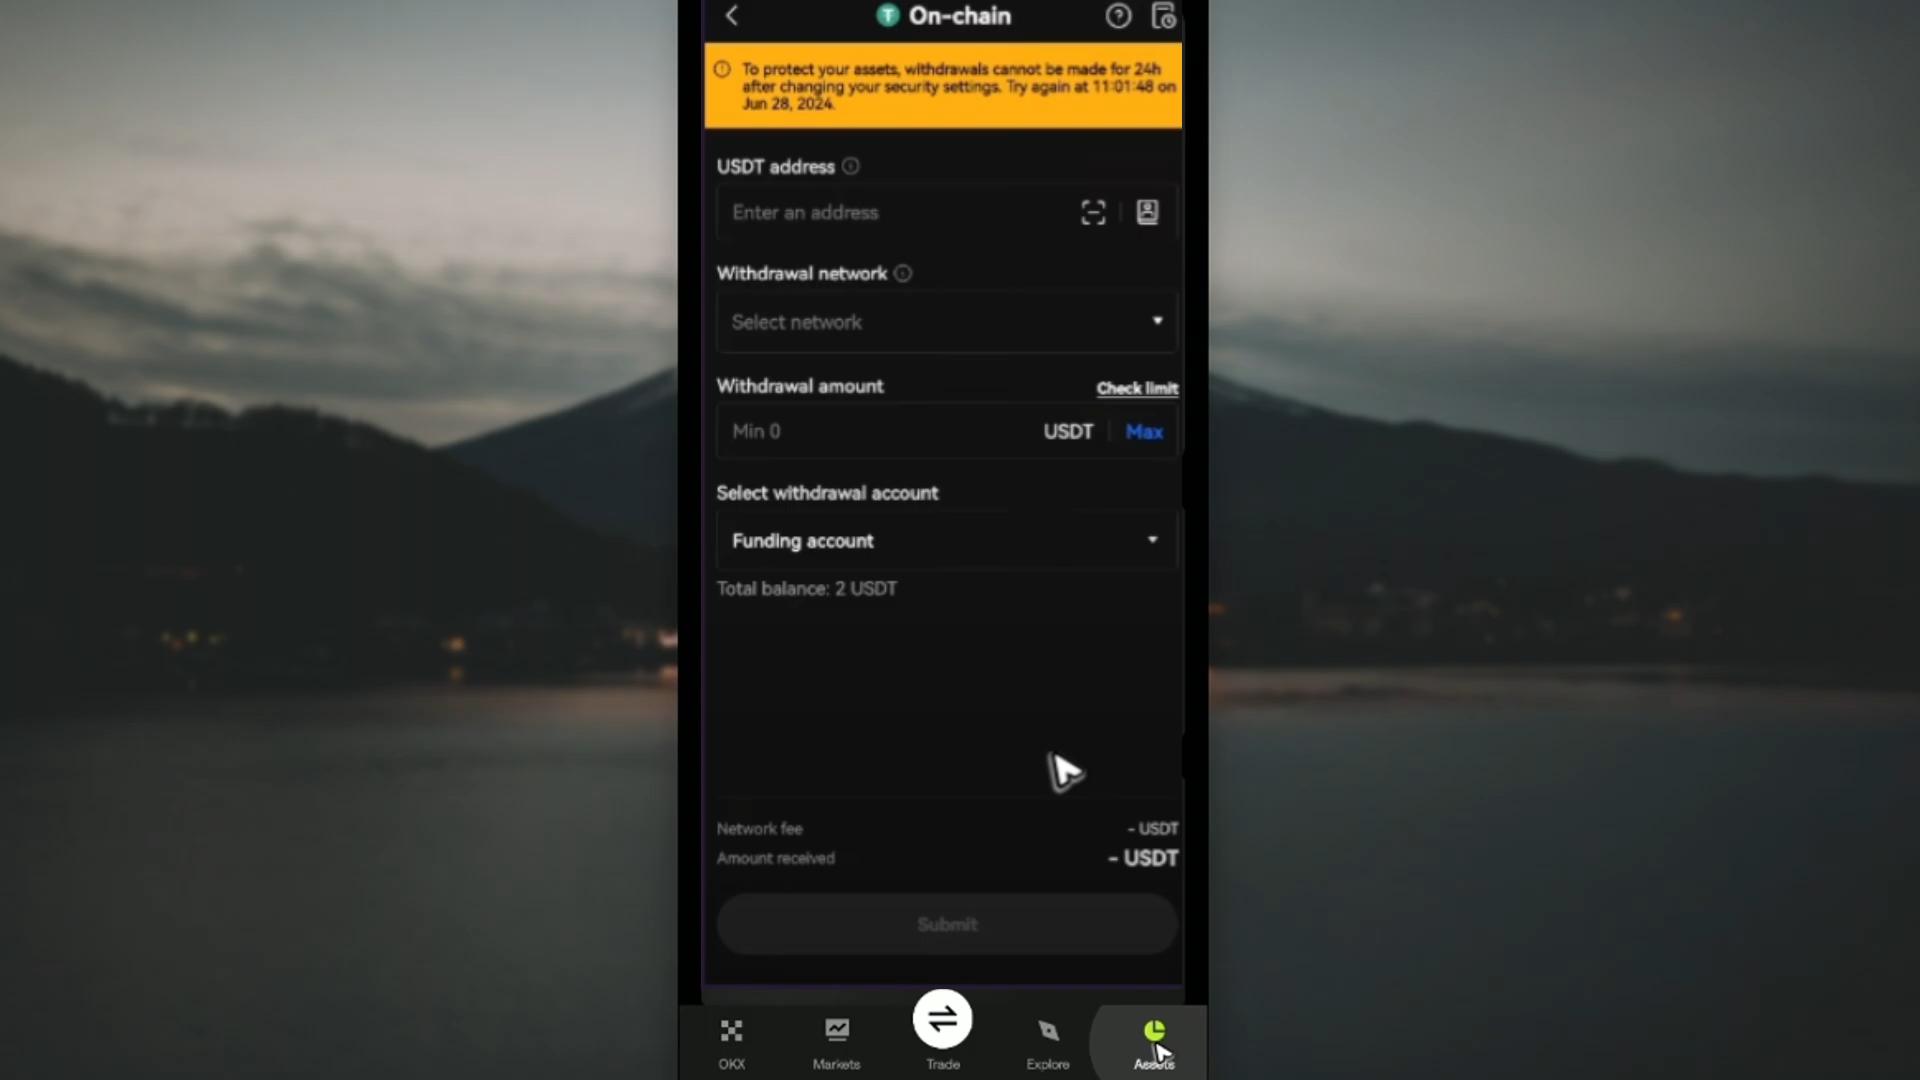 On-chain
To protect your assets, withdrawals cannot be made for 24h
after changing your security settings. Try again at 11:01:48 on
Jun 28, 2024.
USDT address
Enter an address
Withdrawal network
Select network
Withdrawal amount
Check limit
Min 0
USDT
Max
Select withdrawal account
Funding account
Total balance: 2 USDT
Network fee
- USDT
Amount received
- USDT
Submit
OKX
Markets
Trade
Explore
Assets